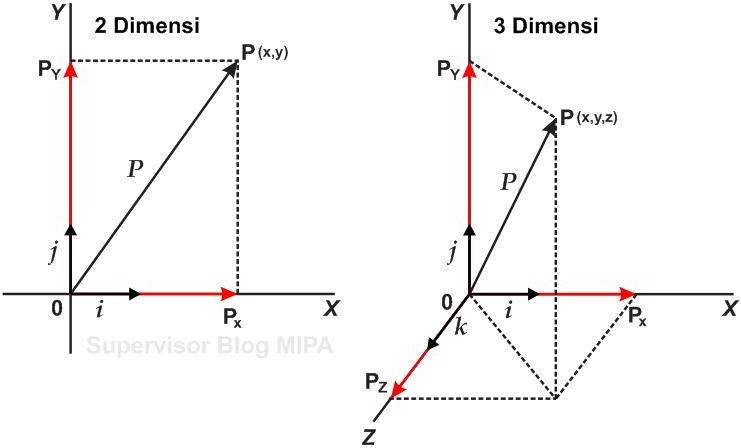 Y
2 Dimensi
P(x,y)
PY
P
j
0
i
Px
X
Supervisor Blog MIPA
Y
3 Dimensi
PY
P(x,y,z)
P
j
0
i
Px
X
k
PZ
Z